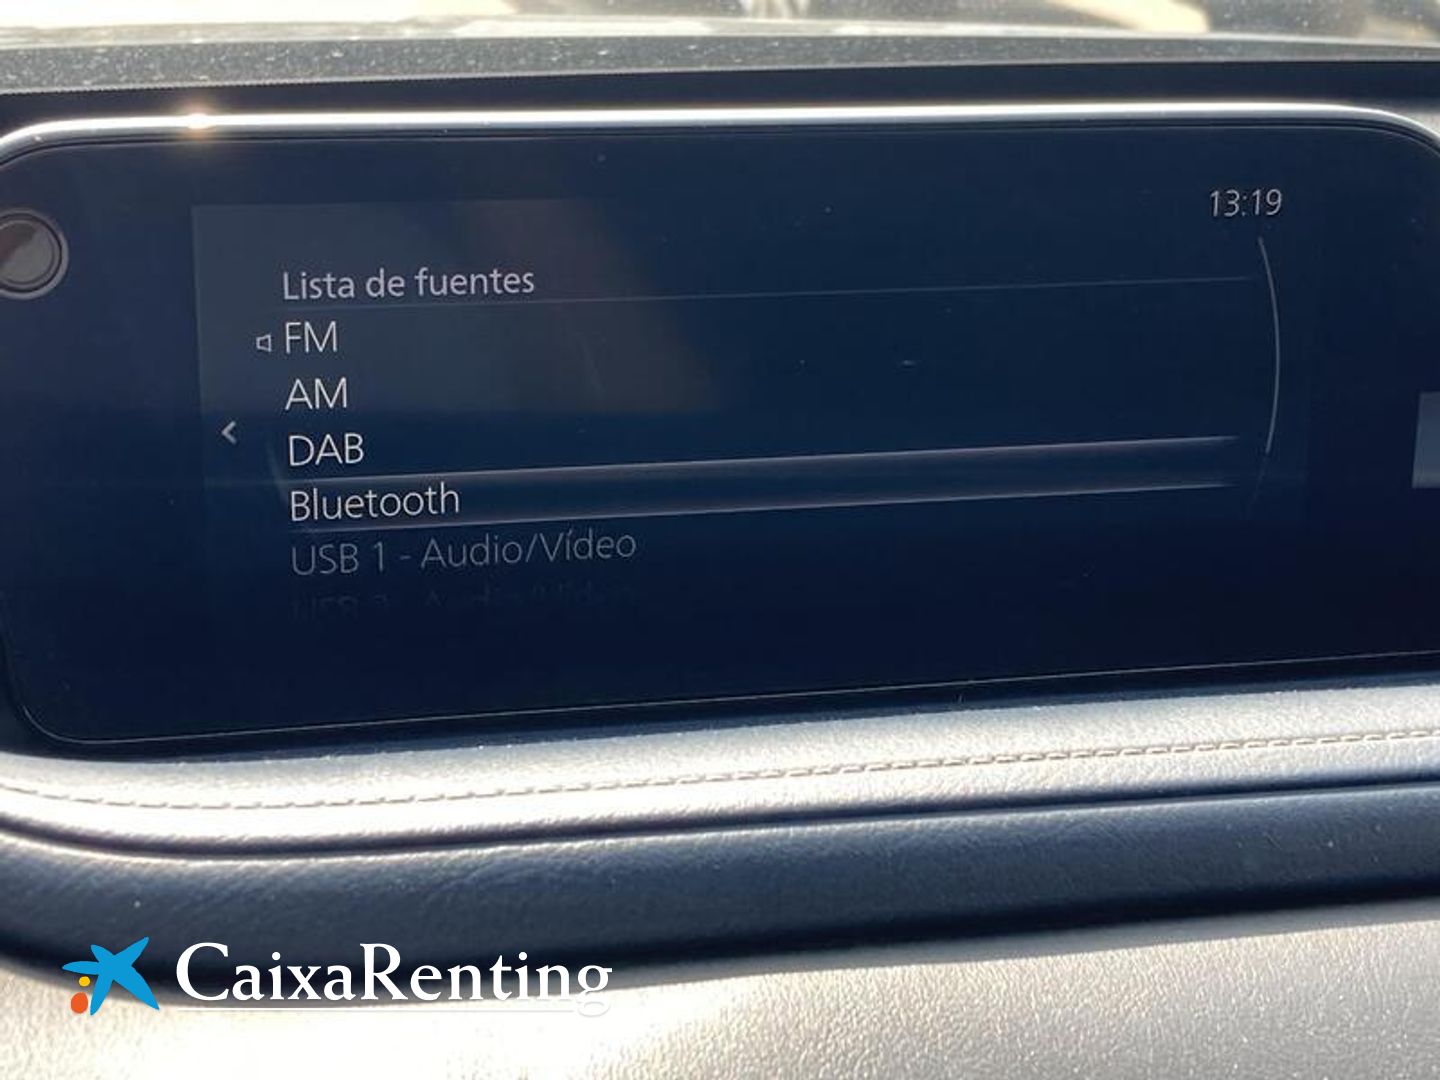 13:19
Lista de fuentes
FM
AM
DAB
Bluetooth
USB 1 - Audio/Vídeo
CaixaRenting